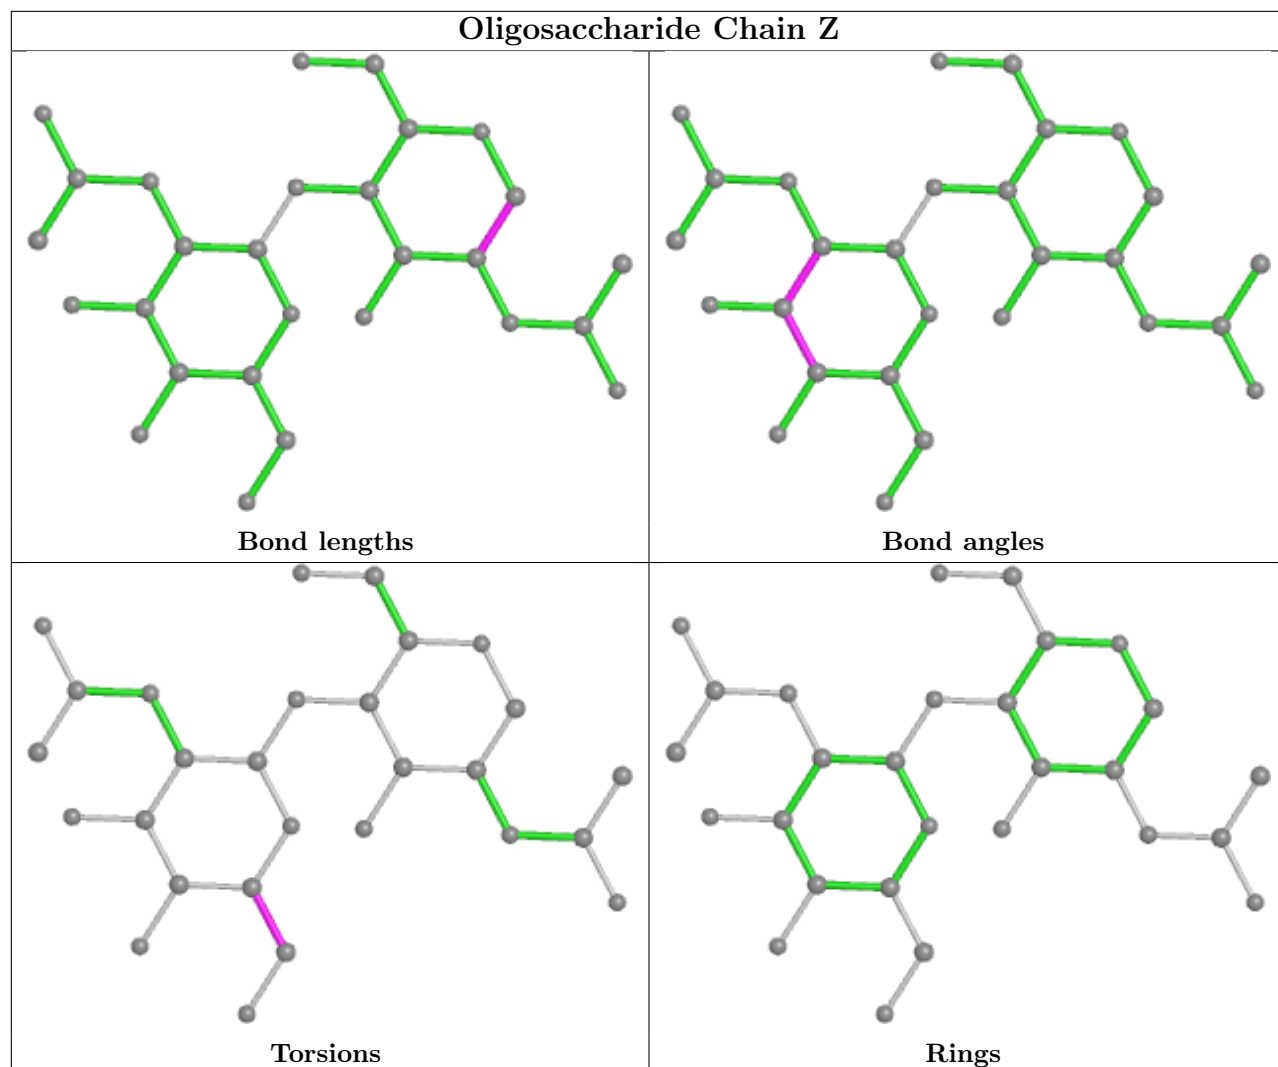 Oligosaccharide Chain Z
Bond lengths
Bond angles
Torsions
Rings